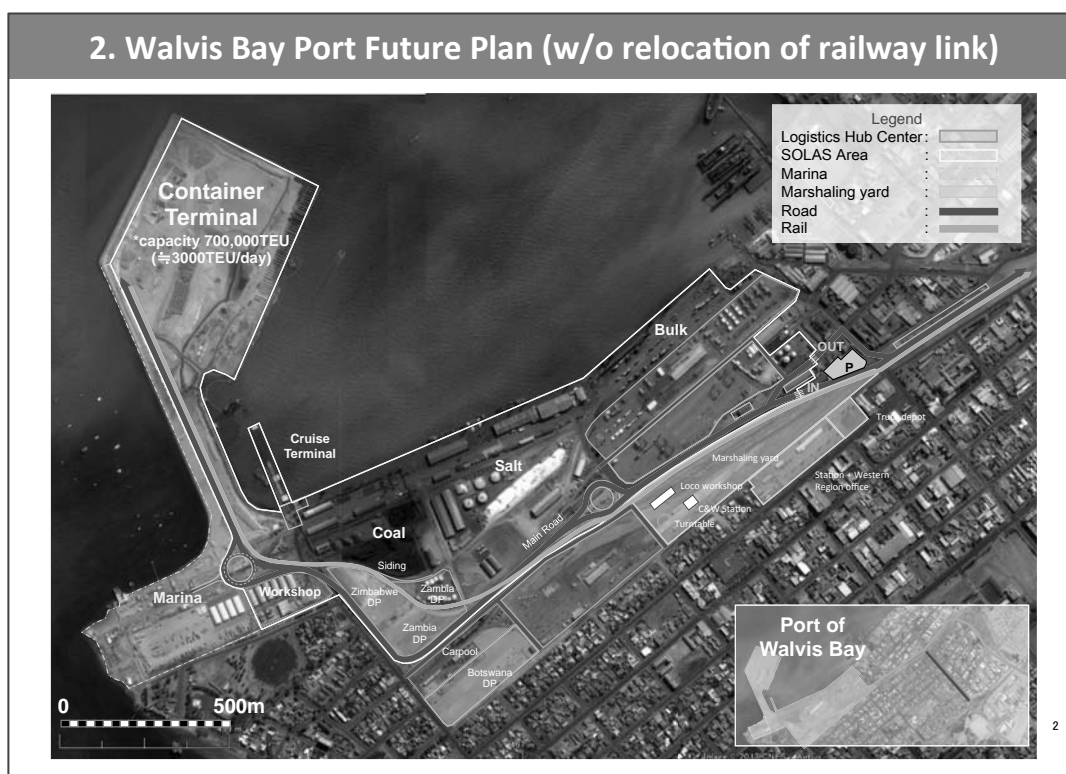 2. Walvis Bay Port Future Plan (w/o relocation of railway link)
Legend
Logistics Hub Center :
SOLAS Area :
Marina :
Marshaling yard :
Road :
Rail :
Container
Terminal
*capacity 700,000TEU
(≒3000TEU/day)
Bulk
OUT
P
IN
Cruise
Terminal
Truck depot
Salt
Marshaling yard
Station + Western
Region office
Loco workshop
C&W Station
Turntable
Main Road
Coal
Siding
Marina
Workshop
Zimbabwe
DP
Zambia
DP
Zambia
DP
Carpool
Botswana
DP
Port of
Walvis Bay
0 500m
2